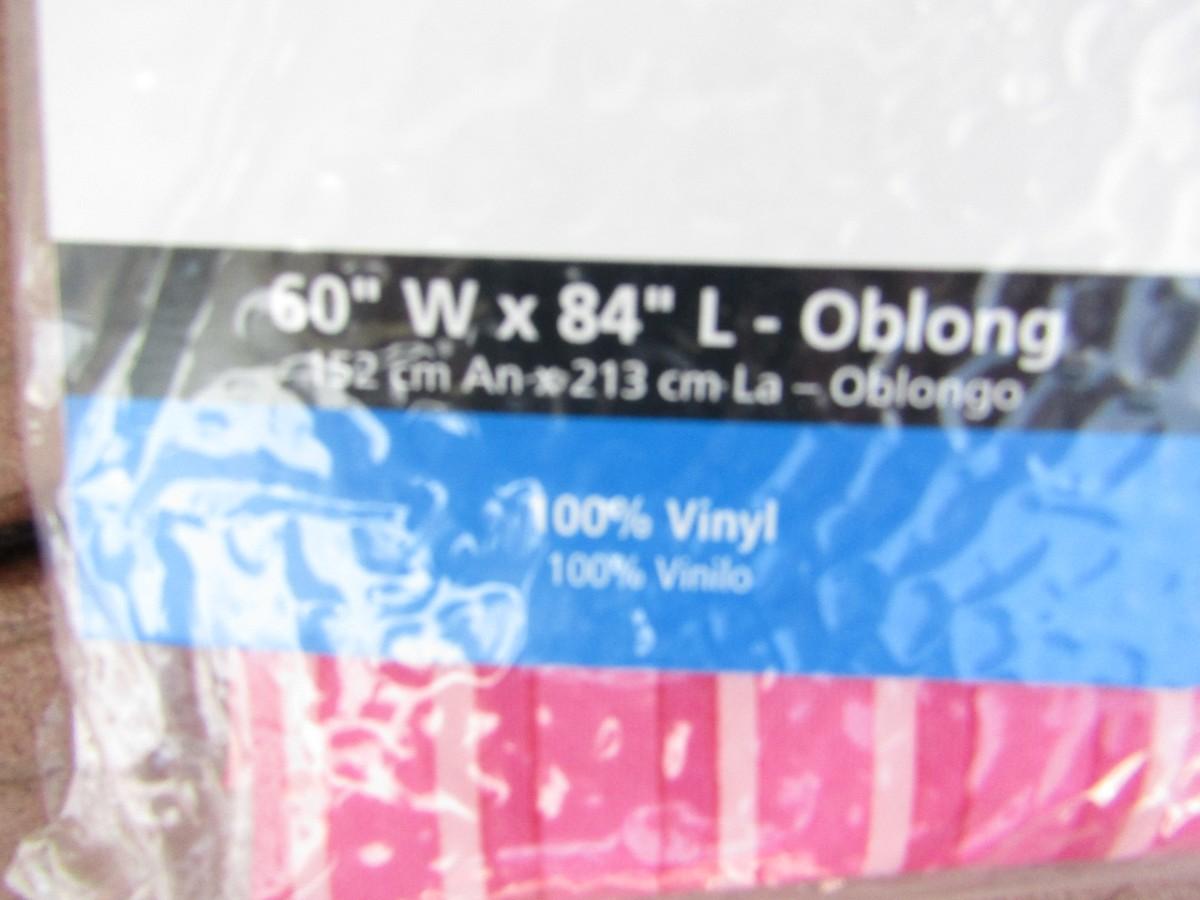 60" W x 84" L - Oblong
152 cm An x 213 cm La – Oblongo
100% Vinyl
100% Vinilo